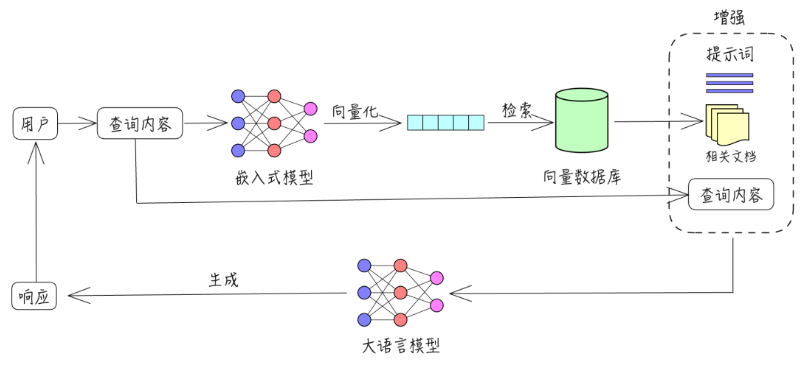 增强
提示词
用户
查询内容
向量化
检索
嵌入式模型
向量数据库
相关文档
查询内容
生成
响应
大语言模型